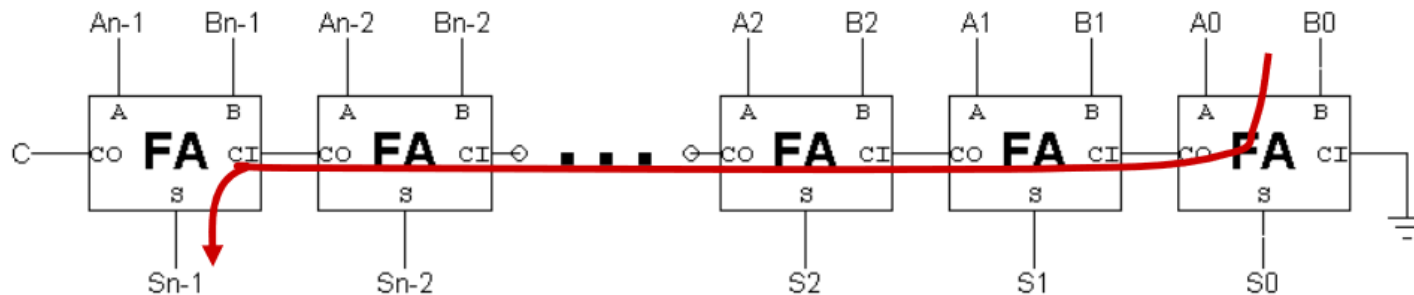 An-1 Bn-1 An-2 Bn-2 A2 B2 A1 B1 A0 B0
A B A B A B A B A B
C CO FA CI CO FA CI ... CO FA CI CO FA CI CO FA CI
S S S S S
Sn-1 Sn-2 S2 S1 S0